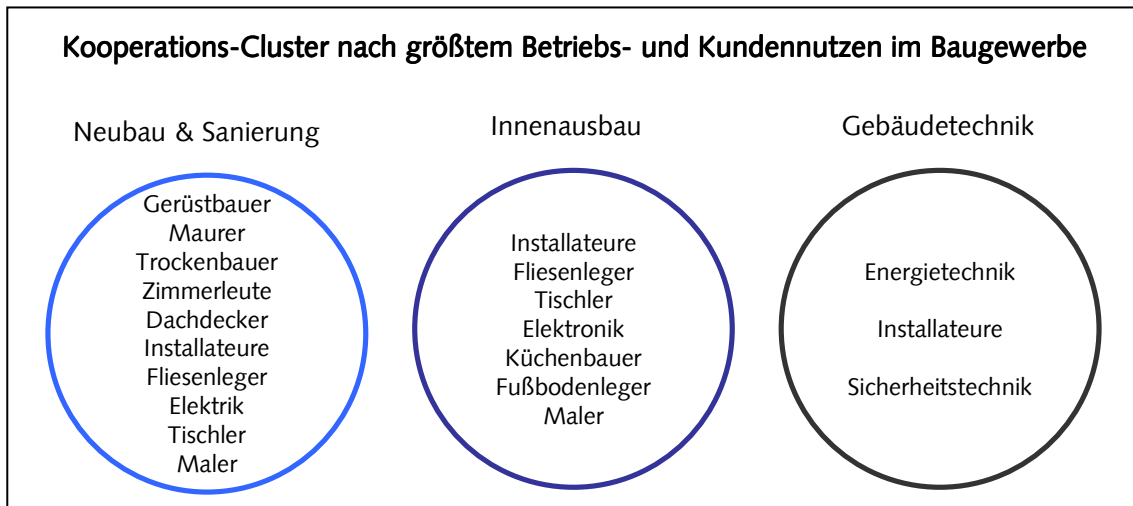 Kooperations-Cluster nach größtem Betriebs- und Kundennutzen im Baugewerbe
Neubau & Sanierung
Gerüstbauer
Maurer
Trockenbauer
Zimmerleute
Dachdecker
Installateure
Fliesenleger
Elektrik
Tischler
Maler
Innenausbau
Installateure
Fliesenleger
Tischler
Elektronik
Küchenbauer
Fußbodenleger
Maler
Gebäudetechnik
Energietechnik
Installateure
Sicherheitstechnik